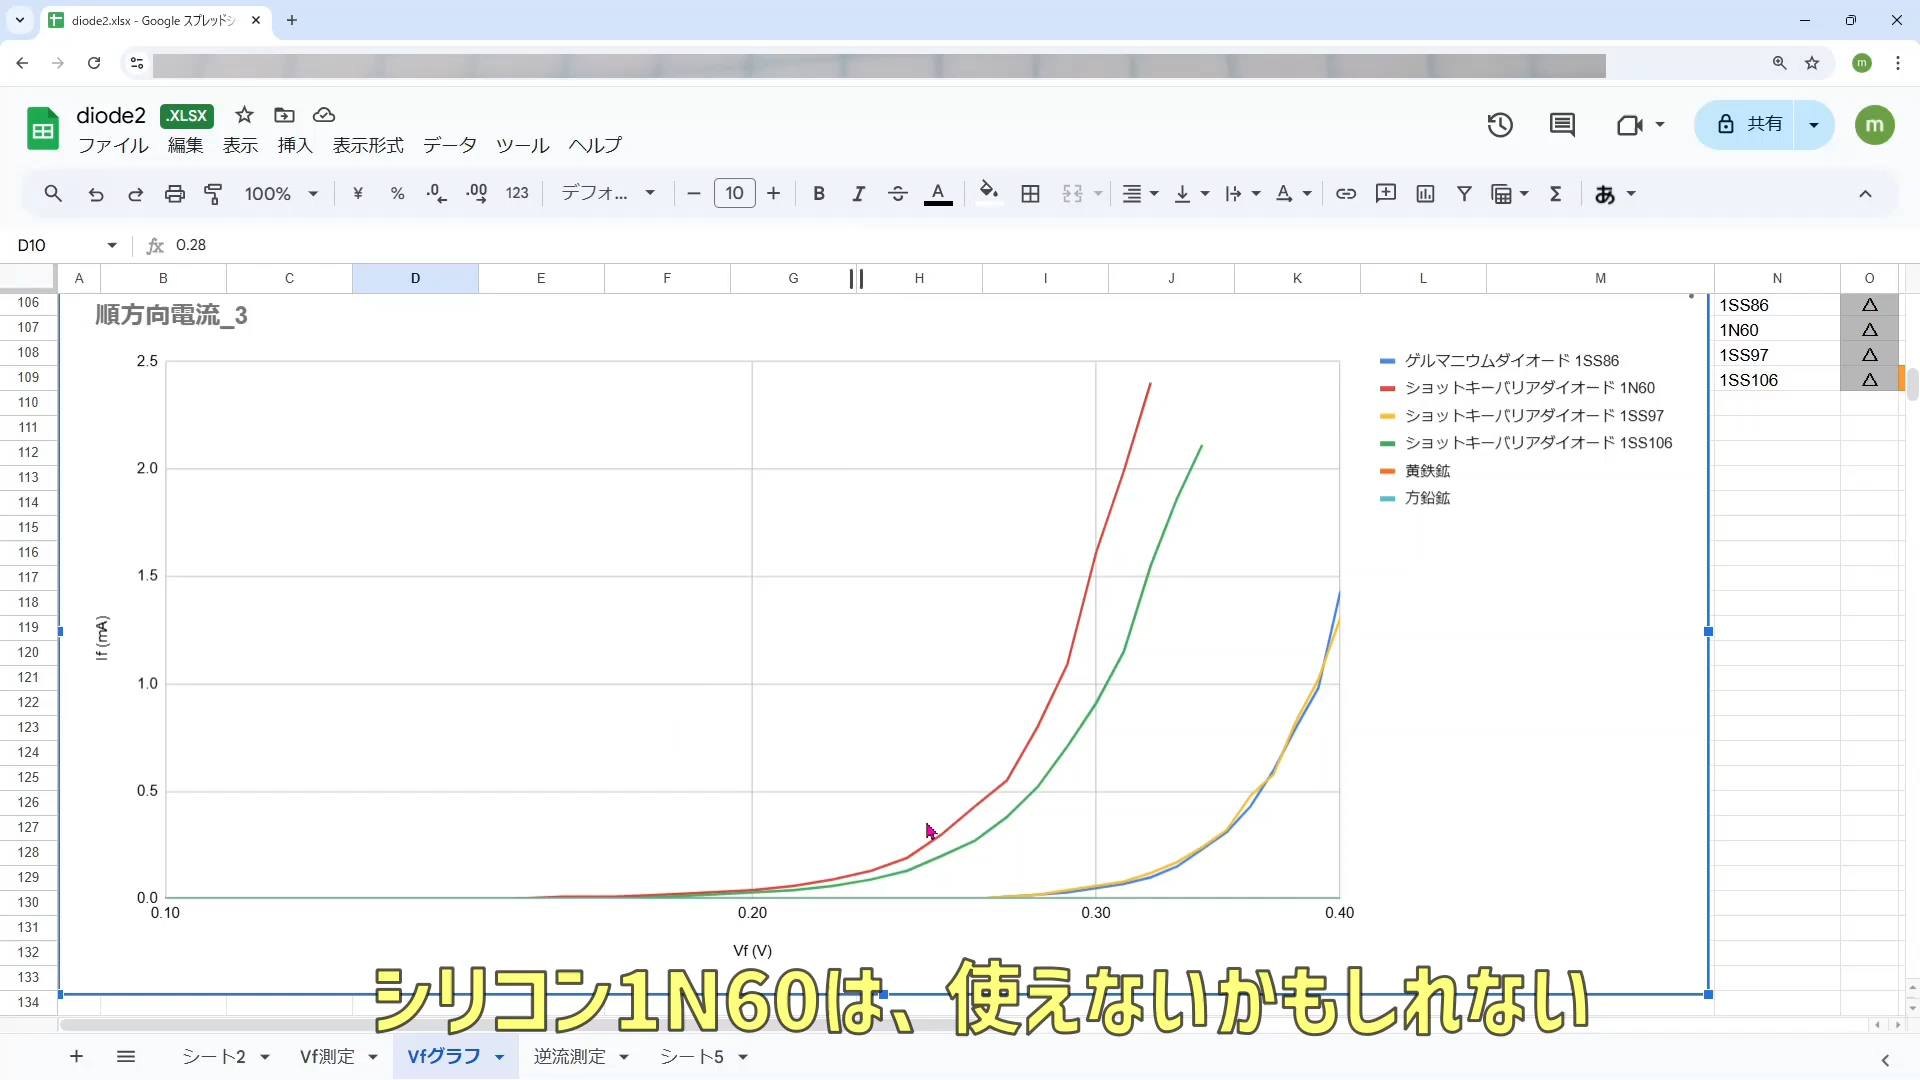 diode2.xlsx - Google スプレッドシ
diode2 .XLSX
ファイル 編集 表示 挿入 表示形式 データ ツール ヘルプ
共有
m
m
100% ¥ % .0 .00 123 デフォ... 10 B I A あ
D10 fx 0.28
A B C D E F G H I J K L M N O
106
107
108
109
110
111
112
113
114
115
116
117
118
119
120
121
122
123
124
125
126
127
128
129
130
131
132
133
134
順方向電流_3
2.5
2.0
1.5
1.0
0.5
0.0
If (mA)
0.10 0.20 0.30 0.40
Vf (V)
ゲルマニウムダイオード 1SS86
ショットキーバリアダイオード 1N60
ショットキーバリアダイオード 1SS97
ショットキーバリアダイオード 1SS106
黄鉄鉱
方鉛鉱
1SS86 △
1N60 △
1SS97 △
1SS106 △
シリコン1N60は、使えないかもしれない
シート2 Vf測定 Vfグラフ 逆流測定 シート5